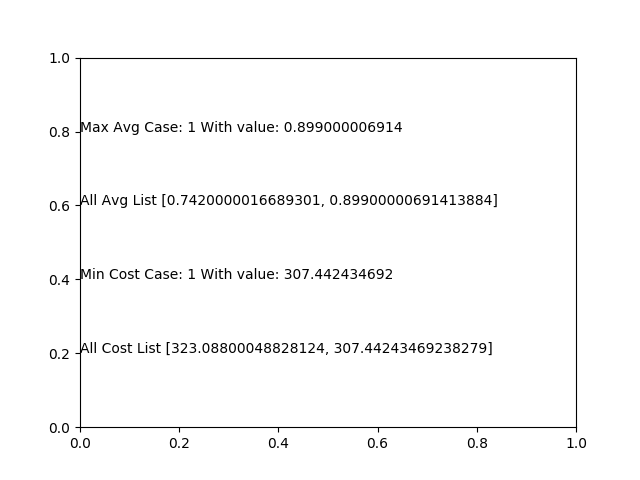 1.0
Max Avg Case: 1 With value: 0.899000006914
0.8
All Avg List [0.7420000016689301, 0.89900000691413884]
0.6
Min Cost Case: 1 With value: 307.442434692
0.4
All Cost List [323.08800048828124, 307.44243469238279]
0.2
0.0
0.0 0.2 0.4 0.6 0.8 1.0